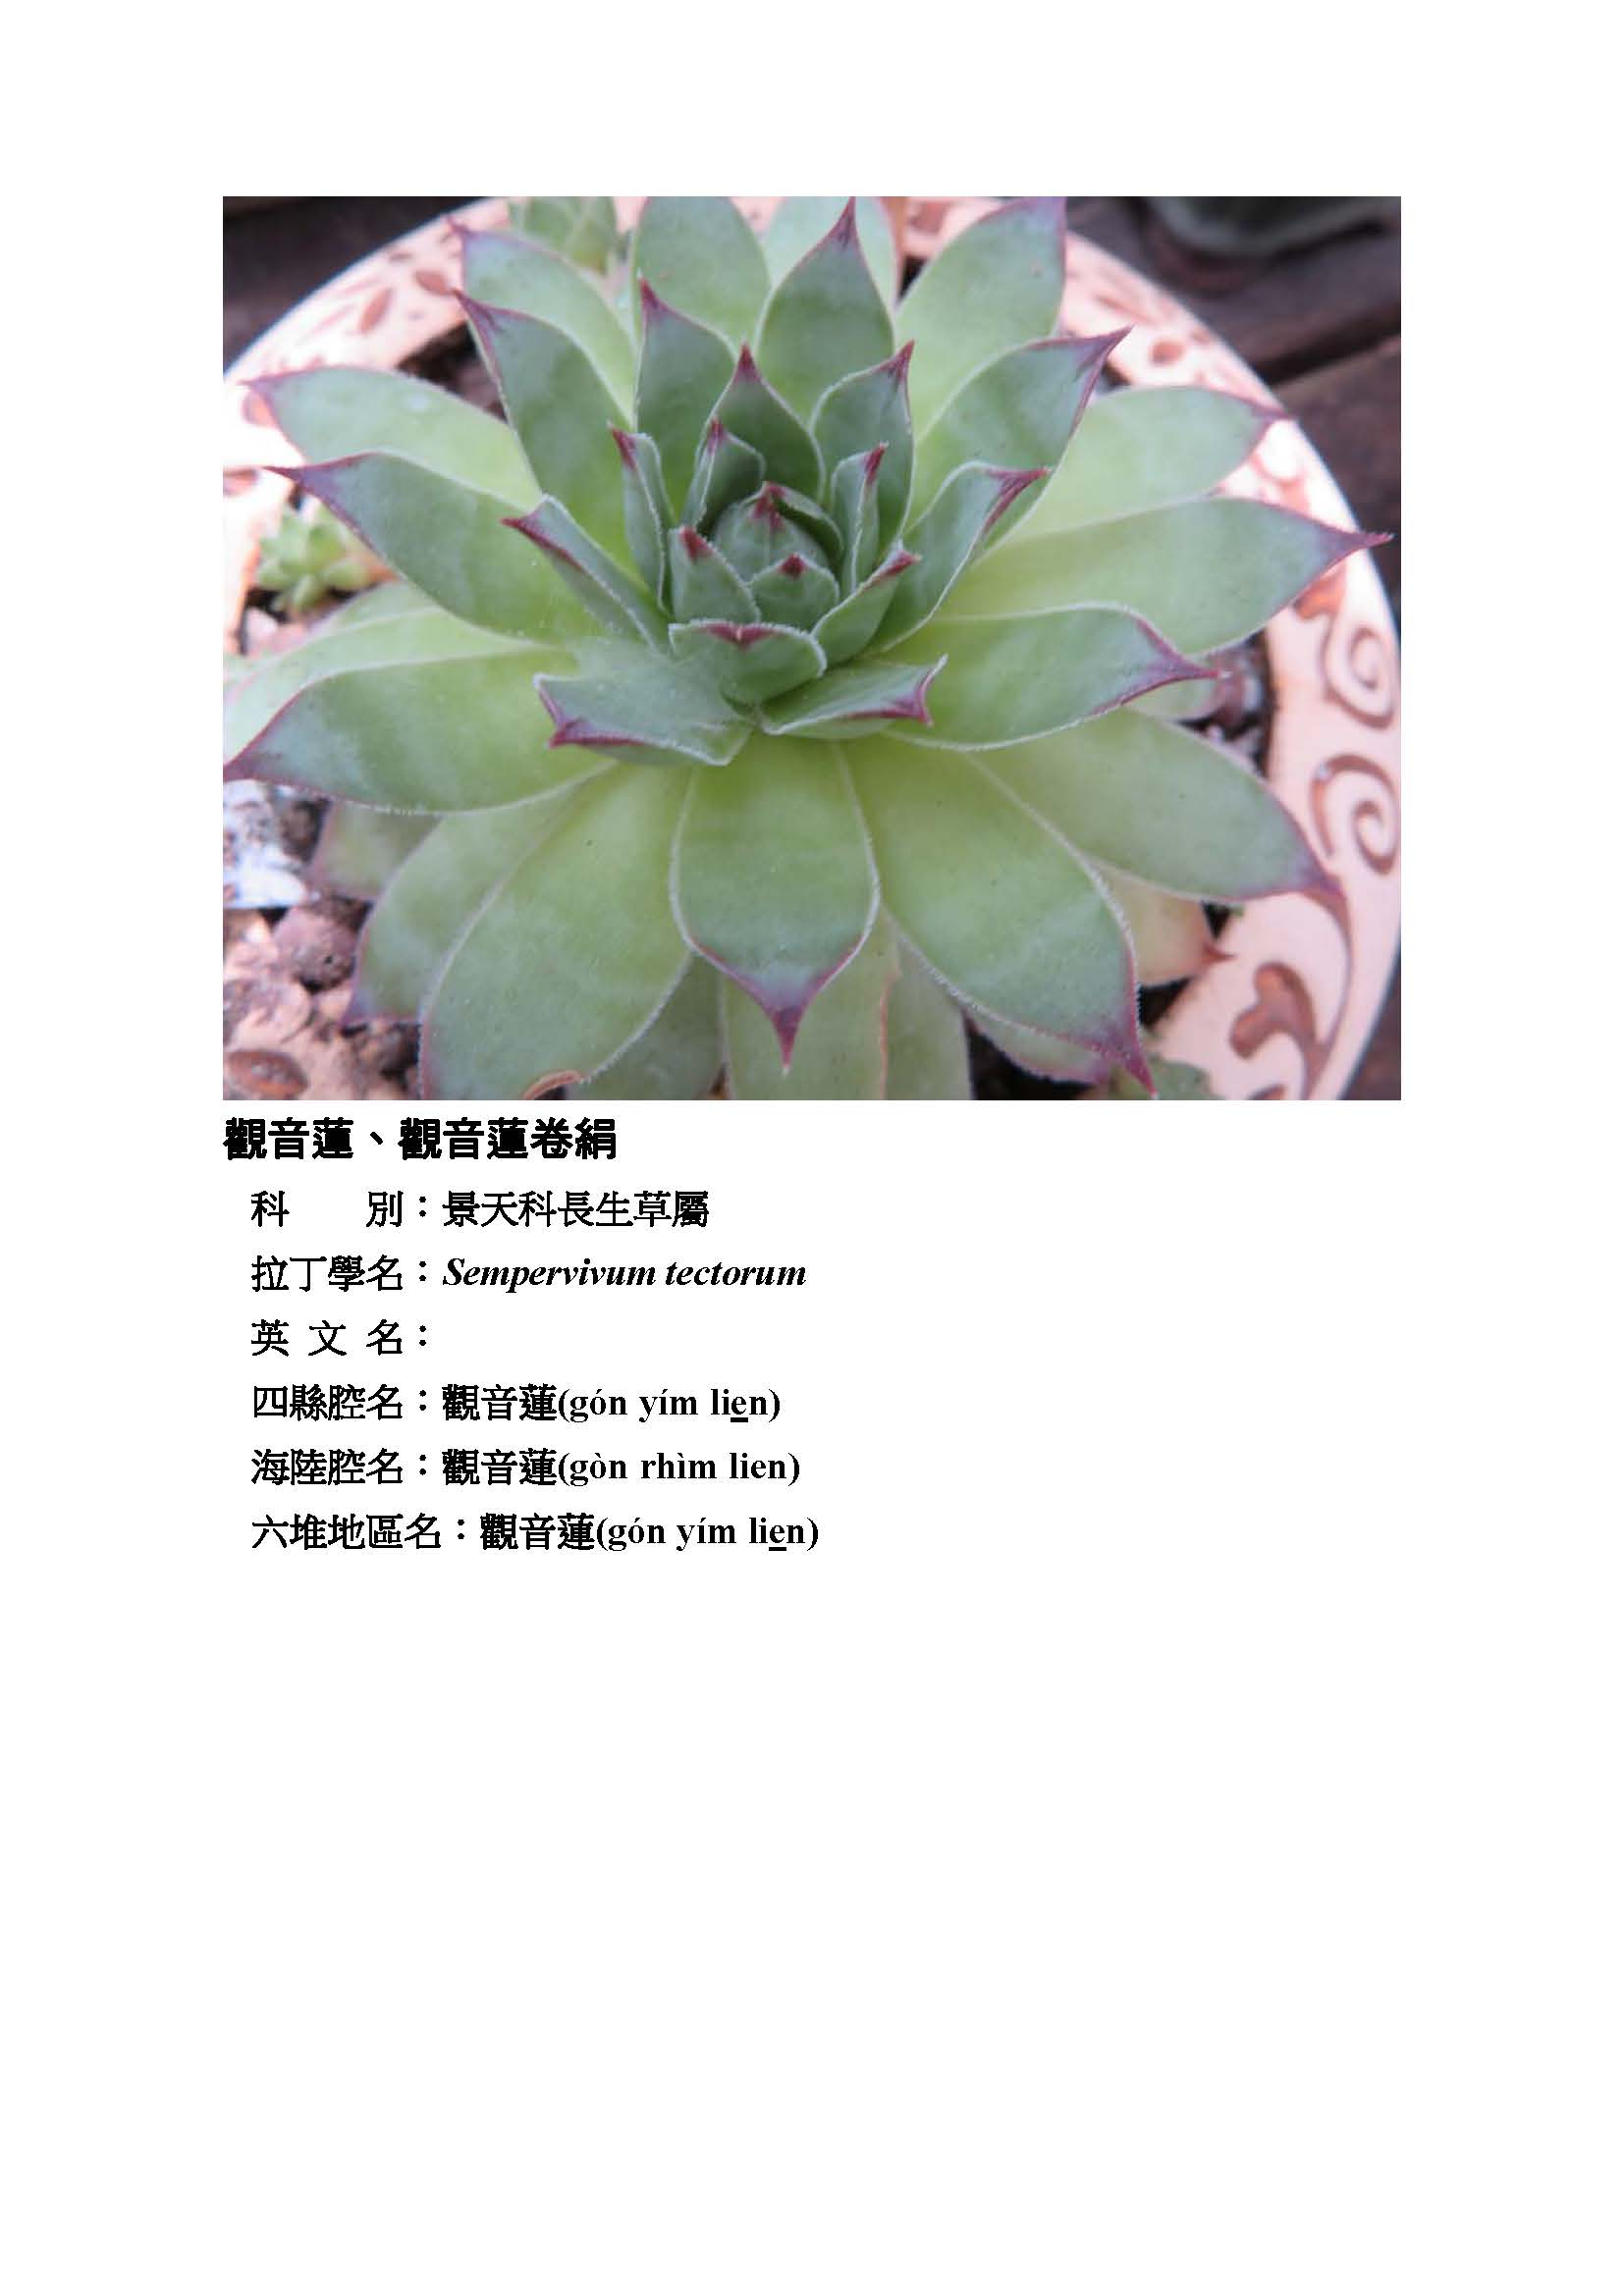 觀音蓮、觀音蓮卷絹
科　　別：景天科長生草屬
拉丁學名：Sempervivum tectorum
英 文 名：
四縣腔名：觀音蓮(gón yím lien)
海陸腔名：觀音蓮(gòn rhìm lien)
六堆地區名：觀音蓮(gón yím lien)